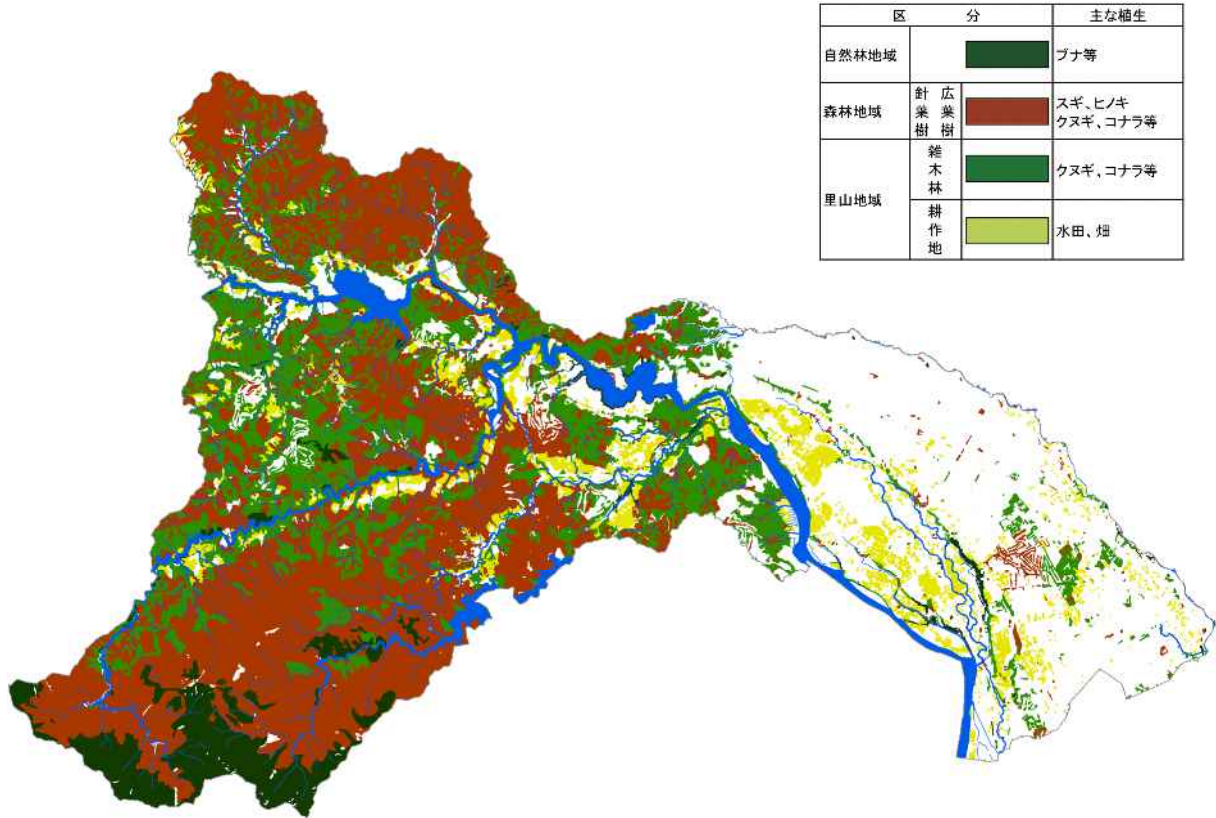 区 分 主な植生
自然林地域 ブナ等
森林地域 針葉樹 広葉樹 スギ、ヒノキ
クヌギ、コナラ等
里山地域 雑木林 クヌギ、コナラ等
耕作地 水田、畑